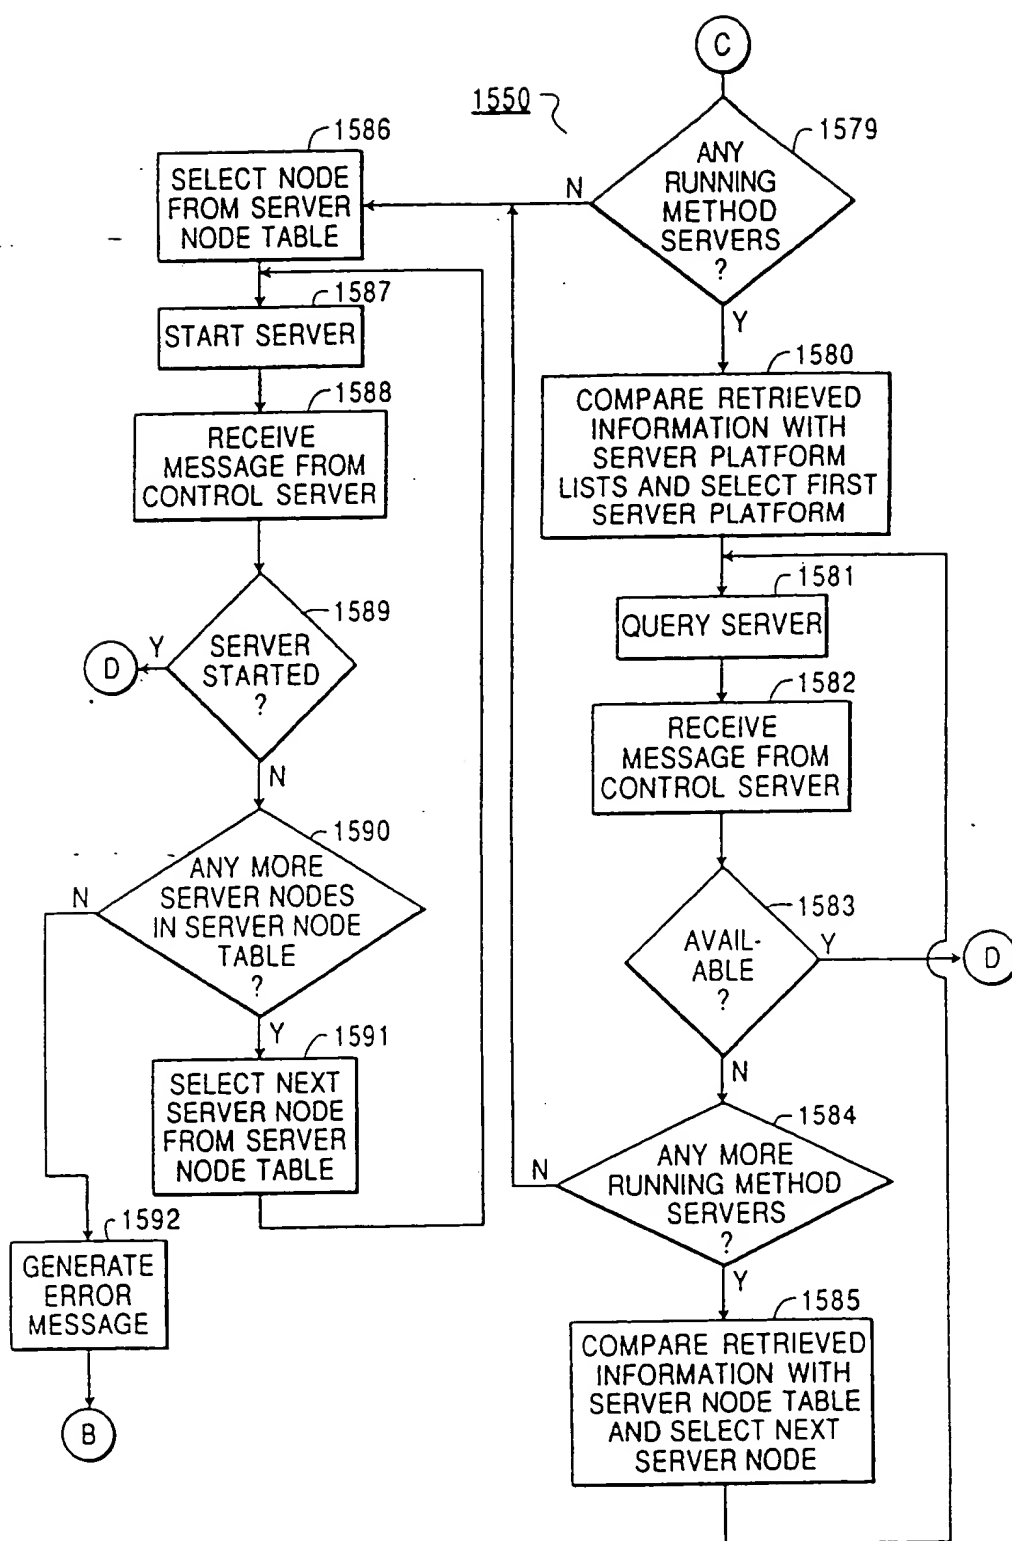 C
1550
1579
ANY
RUNNING
METHOD
SERVERS
?
N
Y
1586
SELECT NODE
FROM SERVER
NODE TABLE
1587
START SERVER
1588
RECEIVE
MESSAGE FROM
CONTROL SERVER
1589
SERVER
STARTED
?
Y
D
N
1590
ANY MORE
SERVER NODES
IN SERVER NODE
TABLE
?
N
Y
1591
SELECT NEXT
SERVER NODE
FROM SERVER
NODE TABLE
1592
GENERATE
ERROR
MESSAGE
B
1580
COMPARE RETRIEVED
INFORMATION WITH
SERVER PLATFORM
LISTS AND SELECT FIRST
SERVER PLATFORM
1581
QUERY SERVER
1582
RECEIVE
MESSAGE FROM
CONTROL SERVER
1583
AVAIL-
ABLE
?
Y
D
N
1584
ANY MORE
RUNNING METHOD
SERVERS
?
N
Y
1585
COMPARE RETRIEVED
INFORMATION WITH
SERVER NODE TABLE
AND SELECT NEXT
SERVER NODE